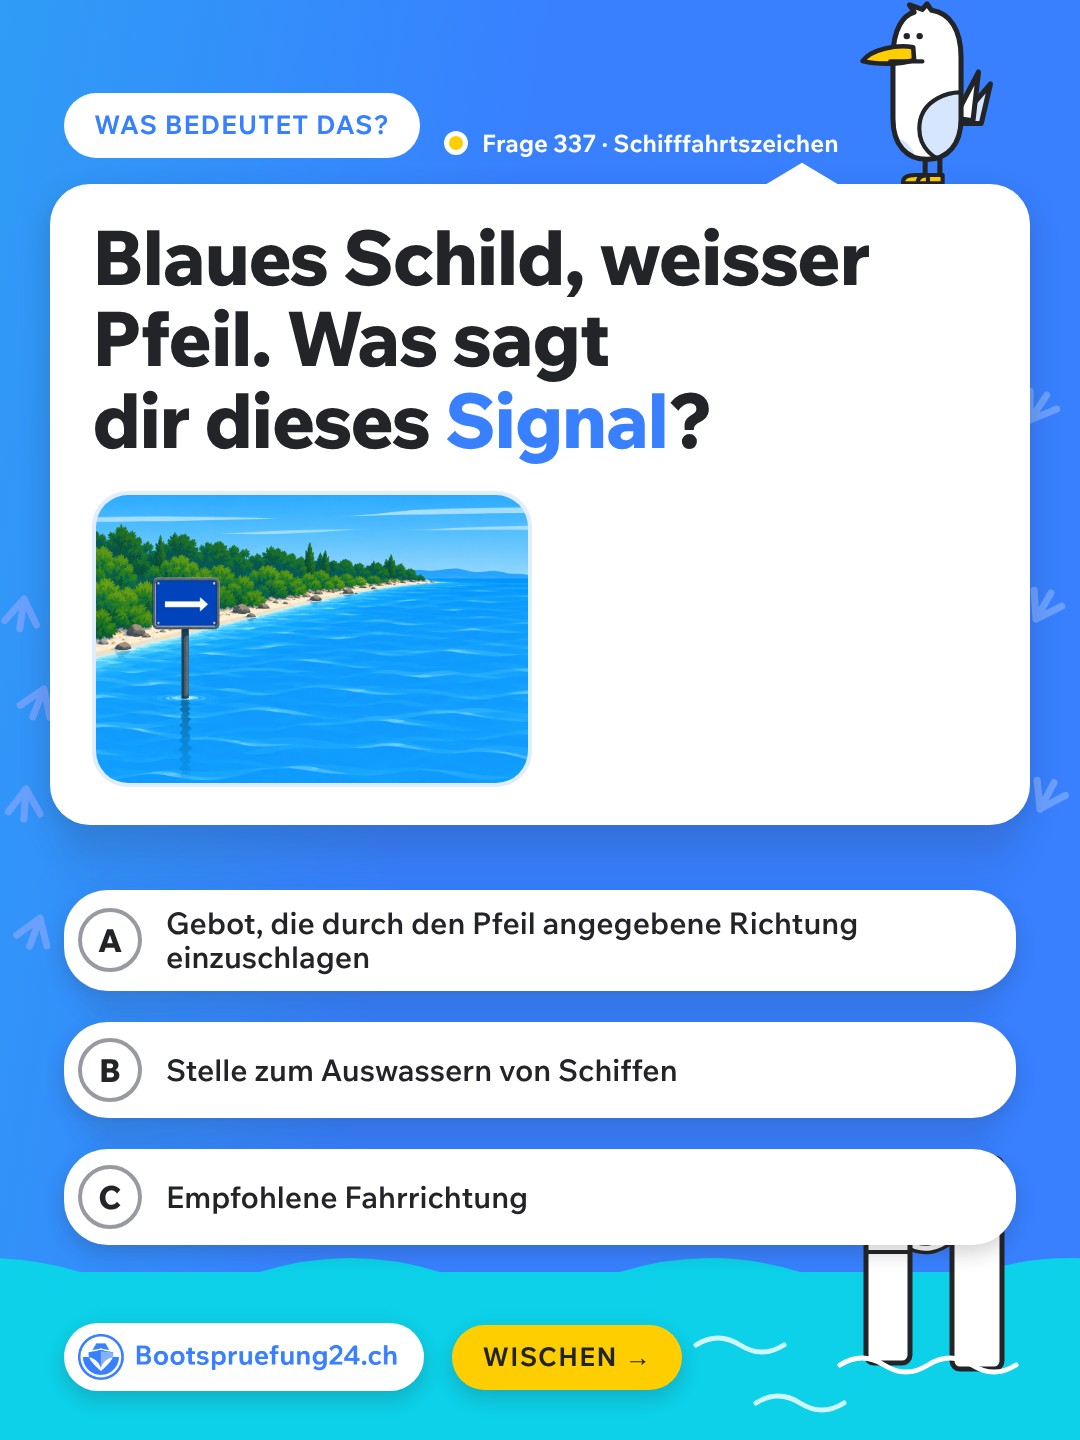 WAS BEDEUTET DAS?
Frage 337 · Schifffahrtszeichen
Blaues Schild, weisser
Pfeil. Was sagt
dir dieses Signal?
A
Gebot, die durch den Pfeil angegebene Richtung
einzuschlagen
B
Stelle zum Auswassern von Schiffen
C
Empfohlene Fahrrichtung
Bootspruefung24.ch
WISCHEN →